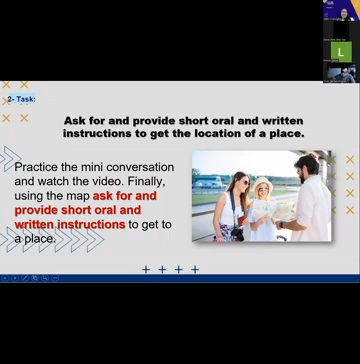 L
2- Task:
Ask for and provide short oral and written
instructions to get the location of a place.
Practice the mini conversation
and watch the video. Finally,
using the map ask for and
provide short oral and
written instructions to get to
a place.